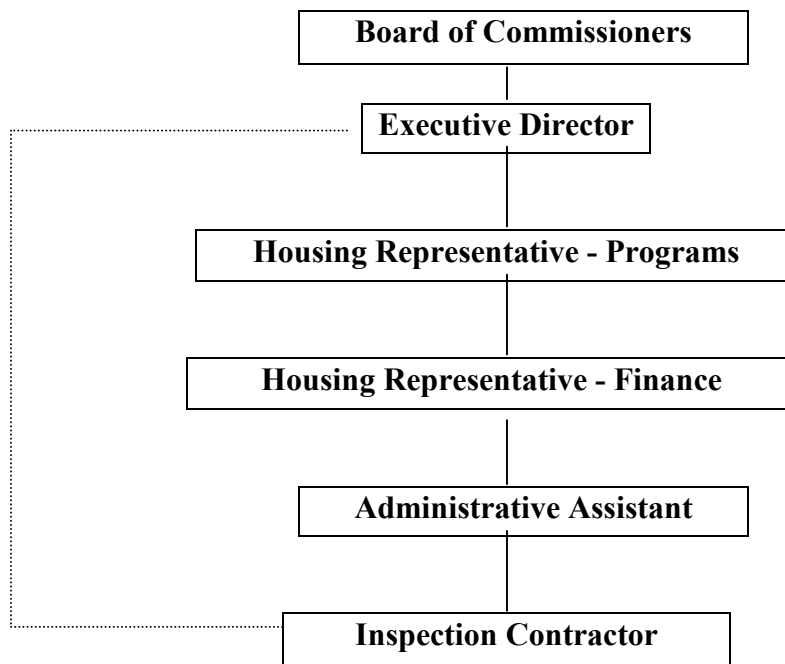 Board of Commissioners
Executive Director
Housing Representative - Programs
Housing Representative - Finance
Administrative Assistant
Inspection Contractor